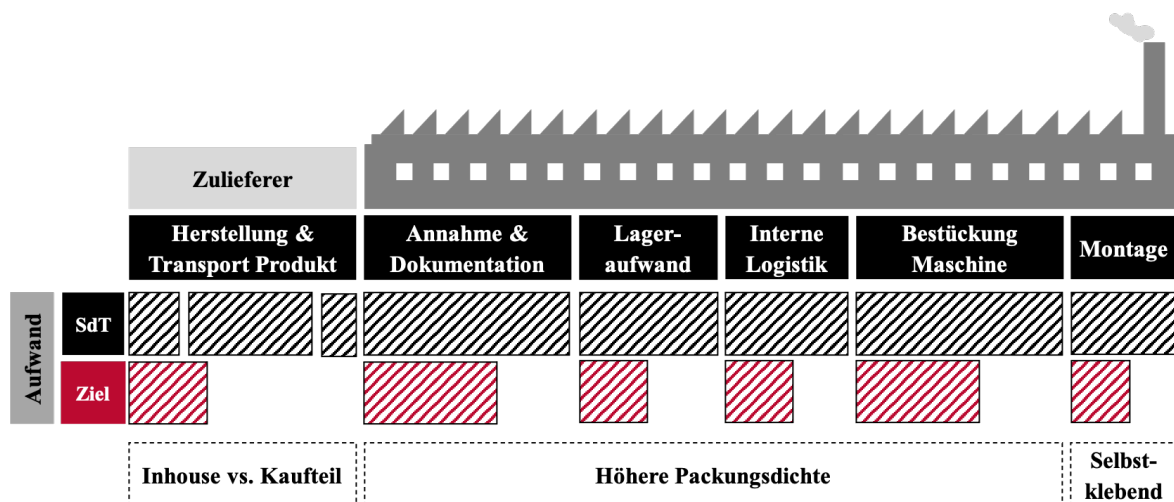 Zulieferer
Herstellung &
Transport Produkt
Annahme &
Dokumentation
Lager-
aufwand
Interne
Logistik
Bestückung
Maschine
Montage
Aufwand
SdT
Ziel
Inhouse vs. Kaufteil
Höhere Packungsdichte
Selbst-
klebend